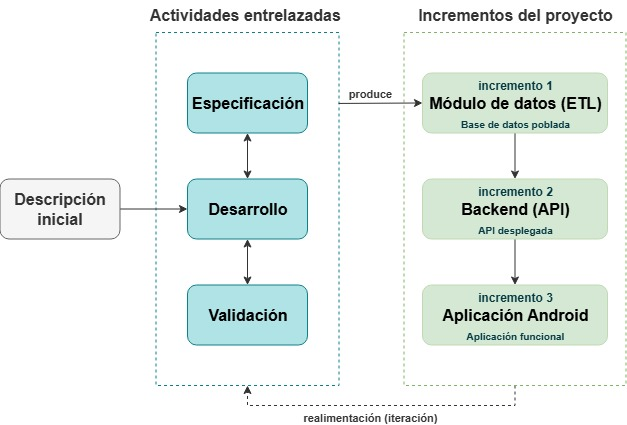 Actividades entrelazadas
Incrementos del proyecto
Especificación
produce
incremento 1
Módulo de datos (ETL)
Base de datos poblada
Descripción
inicial
Desarrollo
incremento 2
Backend (API)
API desplegada
Validación
incremento 3
Aplicación Android
Aplicación funcional
realimentación (iteración)